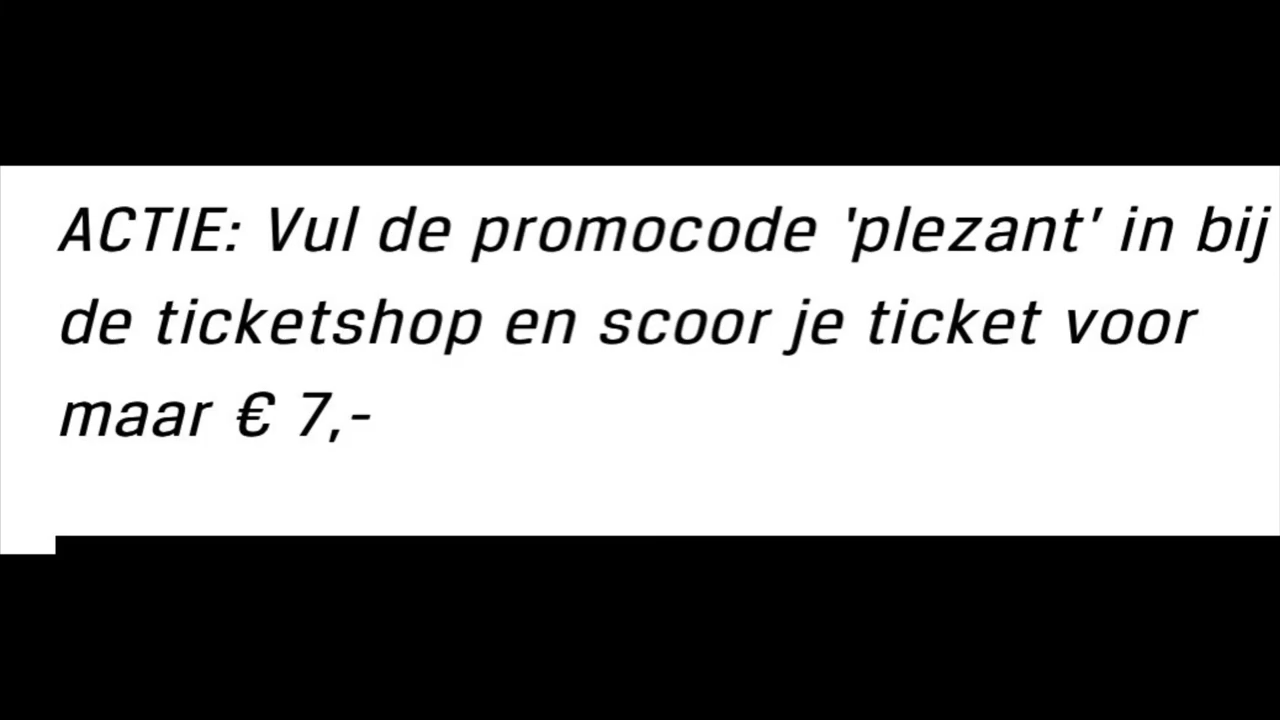 ACTIE: Vul de promocode 'plezant' in bij
de ticketshop en scoor je ticket voor
maar € 7,-